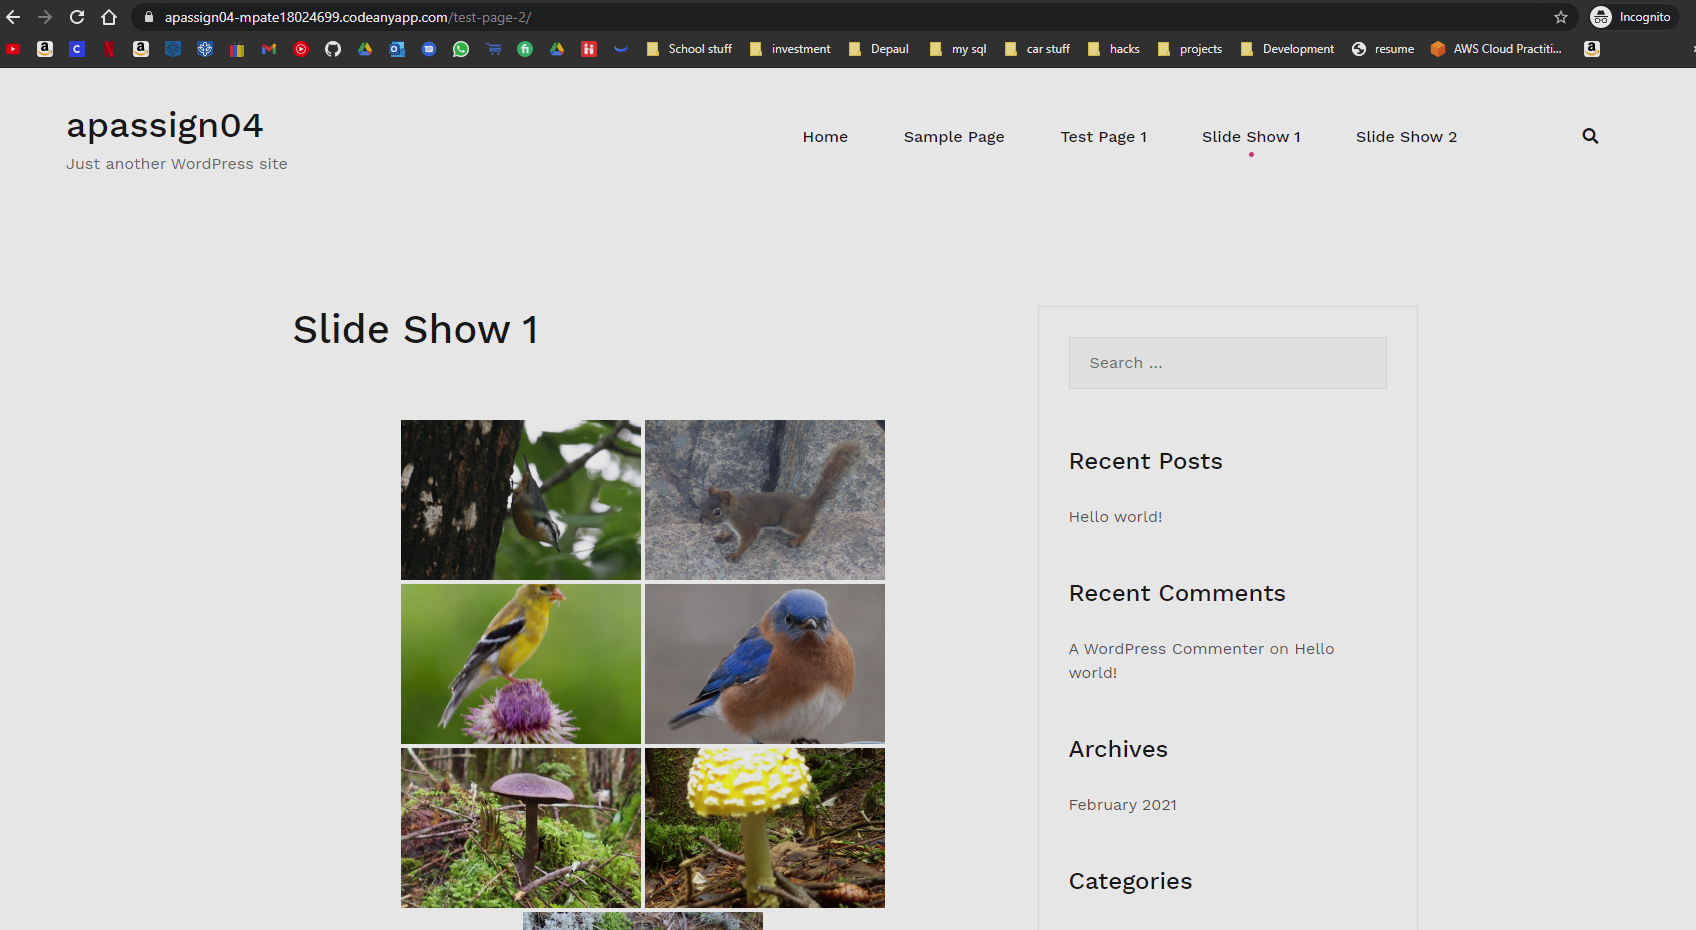 apassign04-mpate18024699.codeanyapp.com/test-page-2/
Incognito
School stuff
investment
Depaul
my sql
car stuff
hacks
projects
Development
resume
AWS Cloud Practiti...
apassign04
Just another WordPress site
Home
Sample Page
Test Page 1
Slide Show 1
Slide Show 2
Slide Show 1
Search ...
Recent Posts
Hello world!
Recent Comments
A WordPress Commenter on Hello
world!
Archives
February 2021
Categories